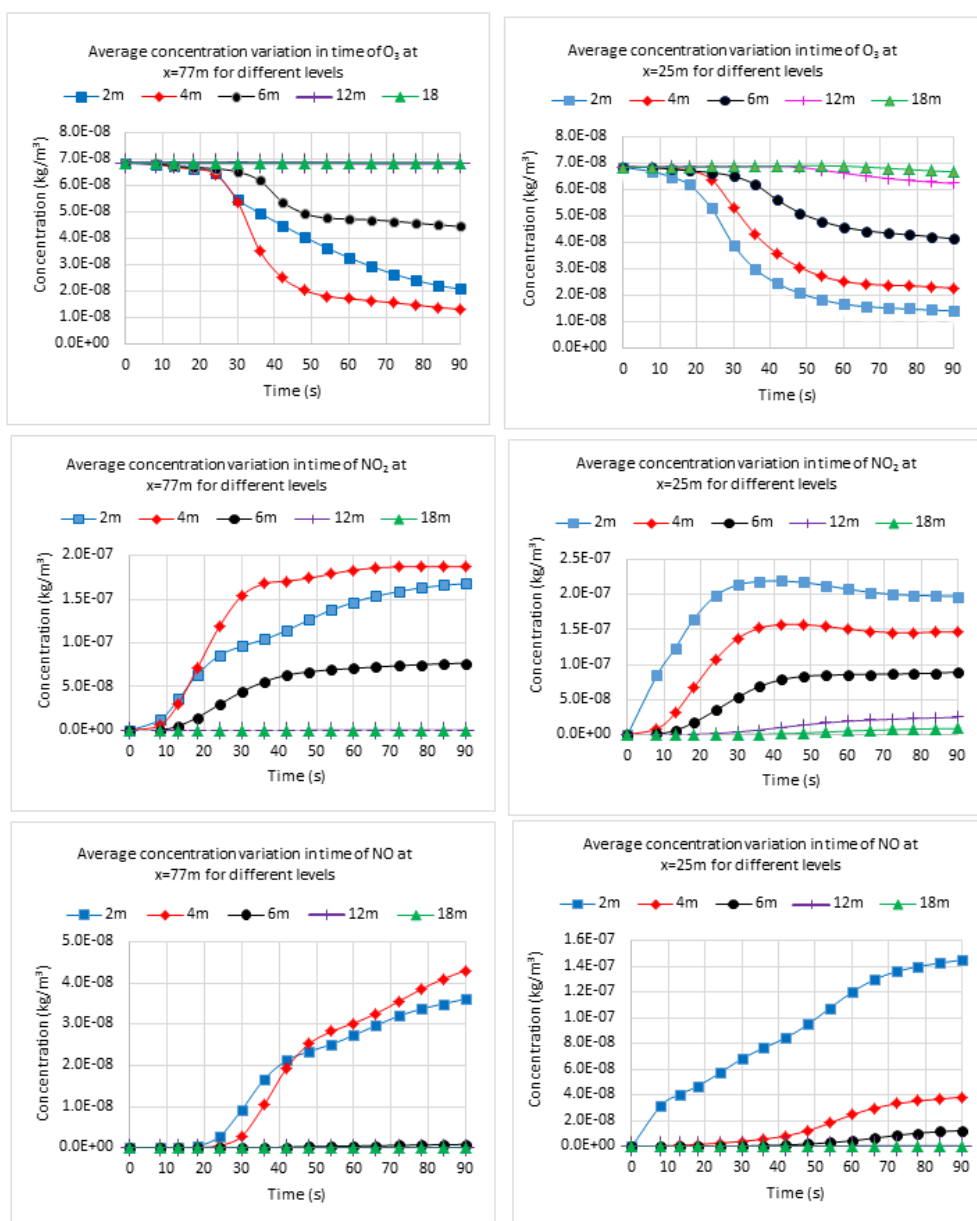 Average concentration variation in time of O₃ at
x=77m for different levels
2m 4m 6m 12m 18
8.0E-08
7.0E-08
6.0E-08
5.0E-08
4.0E-08
3.0E-08
2.0E-08
1.0E-08
0.0E+00
Concentration (kg/m³)
0 10 20 30 40 50 60 70 80 90
Time (s)
Average concentration variation in time of O₃ at
x=25m for different levels
2m 4m 6m 12m 18m
8.0E-08
7.0E-08
6.0E-08
5.0E-08
4.0E-08
3.0E-08
2.0E-08
1.0E-08
0.0E+00
Concentration (kg/m³)
0 10 20 30 40 50 60 70 80 90
Time (s)
Average concentration variation in time of NO₂ at
x=77m for different levels
2m 4m 6m 12m 18m
2.0E-07
1.5E-07
1.0E-07
5.0E-08
0.0E+00
Concentration (kg/m³)
0 10 20 30 40 50 60 70 80 90
Time (s)
Average concentration variation in time of NO₂ at
x=25m for different levels
2m 4m 6m 12m 18m
2.5E-07
2.0E-07
1.5E-07
1.0E-07
5.0E-08
0.0E+00
Concentration (kg/m³)
0 10 20 30 40 50 60 70 80 90
Time (s)
Average concentration variation in time of NO at
x=77m for different levels
2m 4m 6m 12m 18m
5.0E-08
4.0E-08
3.0E-08
2.0E-08
1.0E-08
0.0E+00
Concentration (kg/m³)
0 10 20 30 40 50 60 70 80 90
Time (s)
Average concentration variation in time of NO at
x=25m for different levels
2m 4m 6m 12m 18m
1.6E-07
1.4E-07
1.2E-07
1.0E-07
8.0E-08
6.0E-08
4.0E-08
2.0E-08
0.0E+00
Concentration (kg/m³)
0 10 20 30 40 50 60 70 80 90
Time (s)